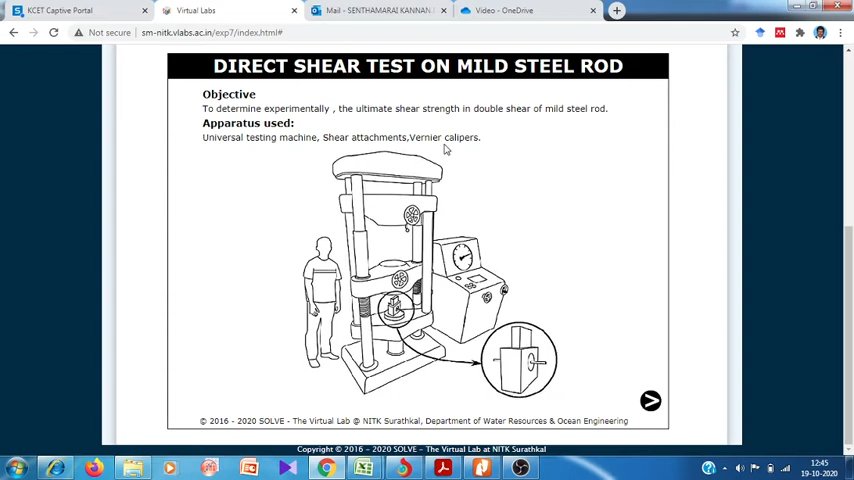 KCET Captive Portal
Virtual Labs
Mail - SENTHAMARAI KANNAN
Video - OneDrive
Not secure
sm-nitk.vlabs.ac.in/exp7/index.html#
DIRECT SHEAR TEST ON MILD STEEL ROD
Objective
To determine experimentally , the ultimate shear strength in double shear of mild steel rod.
Apparatus used:
Universal testing machine, Shear attachments,Vernier calipers.
© 2016 - 2020 SOLVE - The Virtual Lab @ NITK Surathkal, Department of Water Resources & Ocean Engineering
Copyright © 2016 - 2020 SOLVE - The Virtual Lab at NITK Surathkal
12:45
19-10-2020